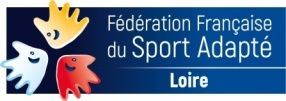 Fédération Française
du Sport Adapté
Loire